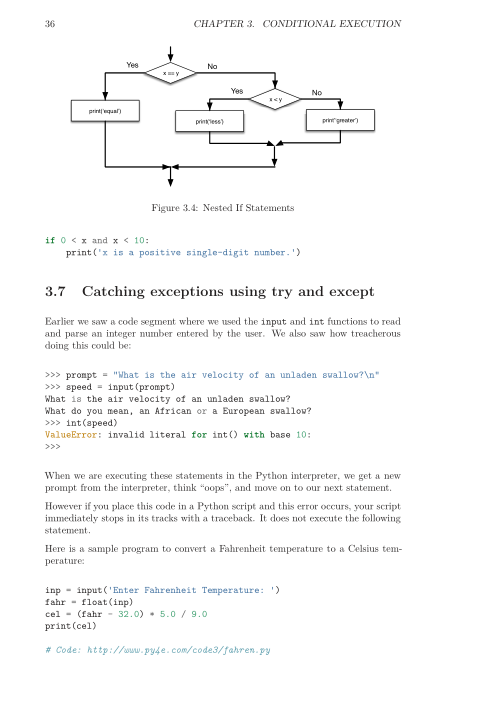 36 CHAPTER 3. CONDITIONAL EXECUTION
Yes
x == y
No
print('equal')
Yes
x < y
No
print('less')
print('greater')
Figure 3.4: Nested If Statements
if 0 < x and x < 10:
    print('x is a positive single-digit number.')
3.7 Catching exceptions using try and except
Earlier we saw a code segment where we used the input and int functions to read
and parse an integer number entered by the user. We also saw how treacherous
doing this could be:
>>> prompt = "What is the air velocity of an unladen swallow?\n"
>>> speed = input(prompt)
What is the air velocity of an unladen swallow?
What do you mean, an African or a European swallow?
>>> int(speed)
ValueError: invalid literal for int() with base 10:
>>>
When we are executing these statements in the Python interpreter, we get a new
prompt from the interpreter, think “oops”, and move on to our next statement.
However if you place this code in a Python script and this error occurs, your script
immediately stops in its tracks with a traceback. It does not execute the following
statement.
Here is a sample program to convert a Fahrenheit temperature to a Celsius tem-
perature:
inp = input('Enter Fahrenheit Temperature: ')
fahr = float(inp)
cel = (fahr - 32.0) * 5.0 / 9.0
print(cel)
# Code: http://www.py4e.com/code3/fahren.py